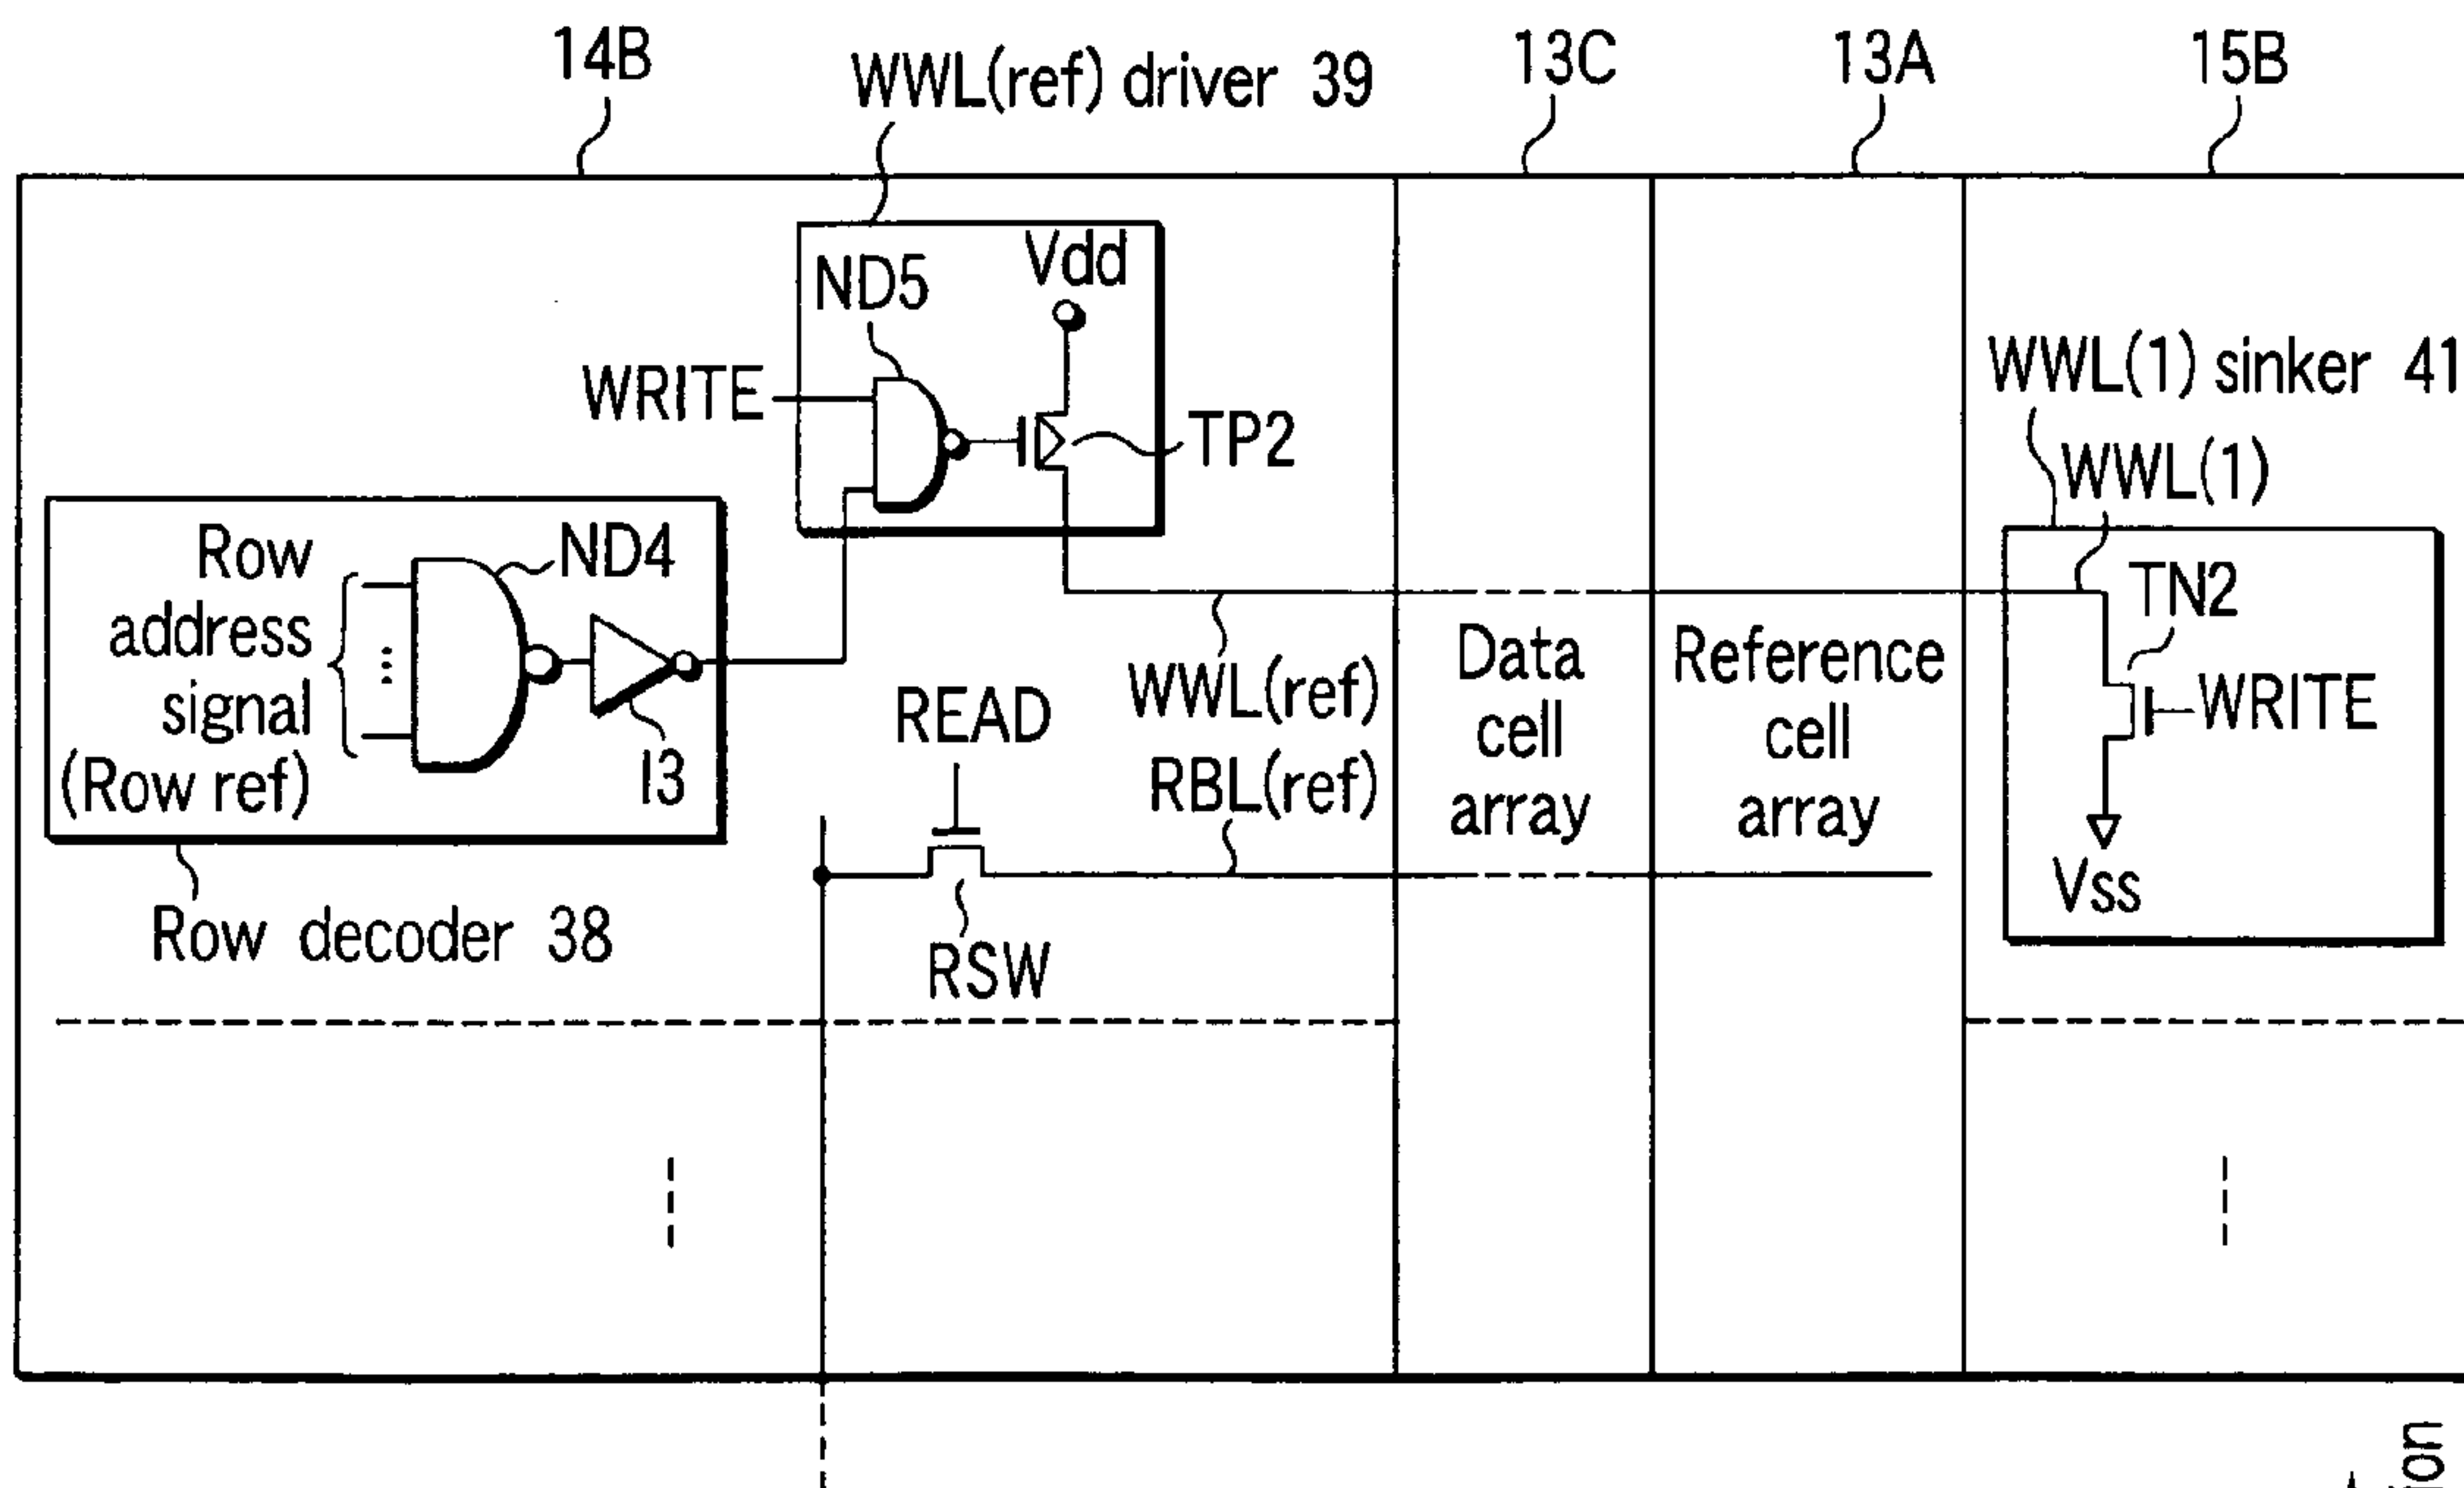 14B
WWL(ref) driver 39
13C
13A
15B
ND5
Vdd
WRITE
TP2
WWL(1) sinker 41
WWL(1)
Row
address
signal
(Row ref)
ND4
I3
TN2
WRITE
Vss
READ
WWL(ref)
RBL(ref)
Data
cell
array
Reference
cell
array
Row decoder 38
RSW